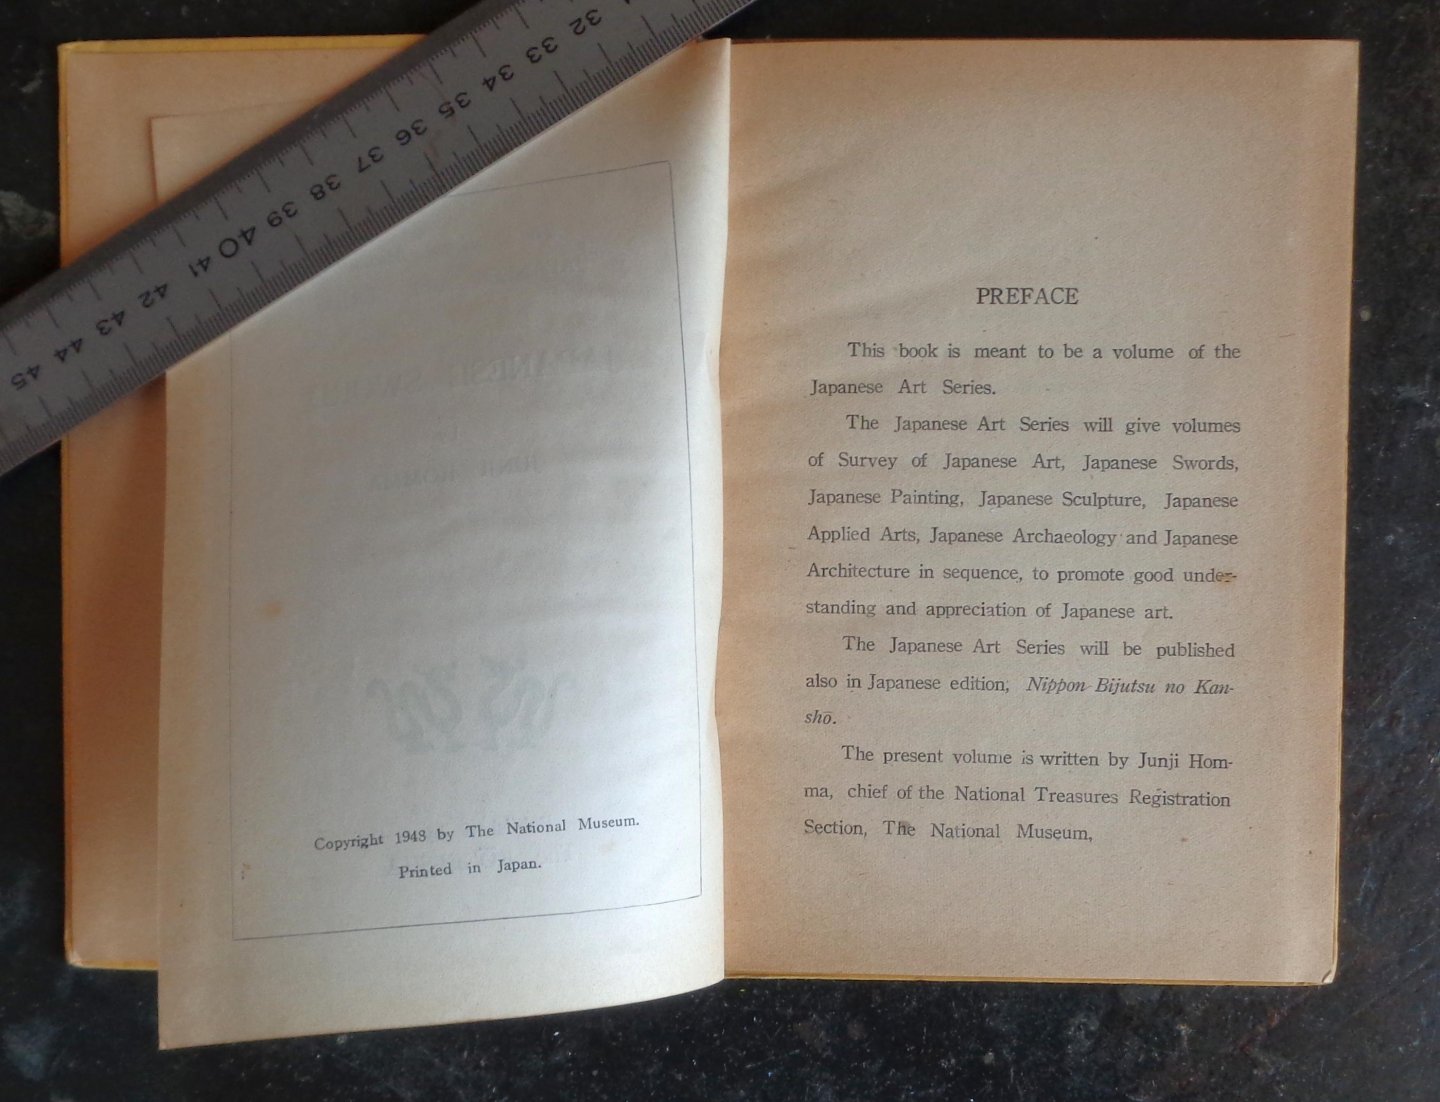 32
33
34
35
36
37
38
39
40
41
42
43
44
45
Copyright 1948 by The National Museum.
Printed in Japan.
PREFACE
This book is meant to be a volume of the
Japanese Art Series.
The Japanese Art Series will give volumes
of Survey of Japanese Art, Japanese Swords,
Japanese Painting, Japanese Sculpture, Japanese
Applied Arts, Japanese Archaeology and Japanese
Architecture in sequence, to promote good under-
standing and appreciation of Japanese art.
The Japanese Art Series will be published
also in Japanese edition, Nippon Bijutsu no Kan-
shō.
The present volume is written by Junji Hom-
ma, chief of the National Treasures Registration
Section, The National Museum,